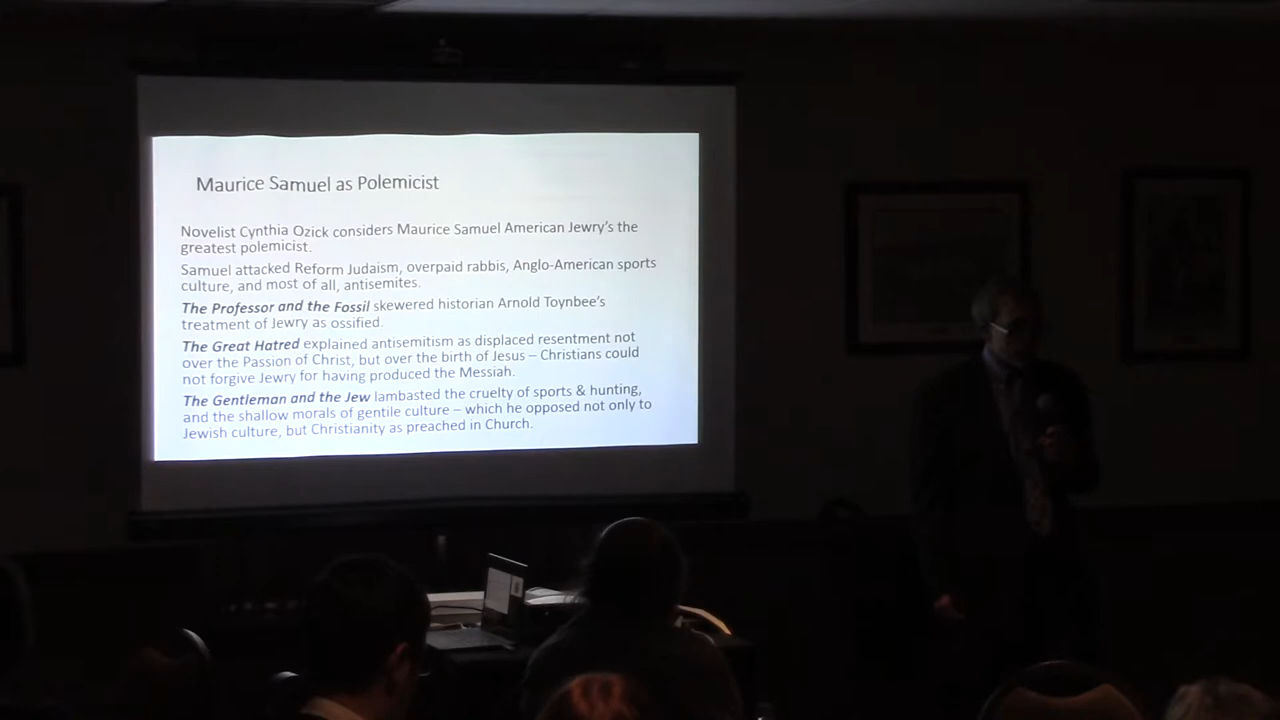 Maurice Samuel as Polemicist
Novelist Cynthia Ozick considers Maurice Samuel American Jewry's the
greatest polemicist.
Samuel attacked Reform Judaism, overpaid rabbis, Anglo-American sports
culture, and most of all, antisemites.
The Professor and the Fossil skewered historian Arnold Toynbee's
treatment of Jewry as ossified.
The Great Hatred explained antisemitism as displaced resentment not
over the Passion of Christ, but over the birth of Jesus – Christians could
not forgive Jewry for having produced the Messiah.
The Gentleman and the Jew lambasted the cruelty of sports & hunting,
and the shallow morals of gentile culture – which he opposed not only to
Jewish culture, but Christianity as preached in Church.